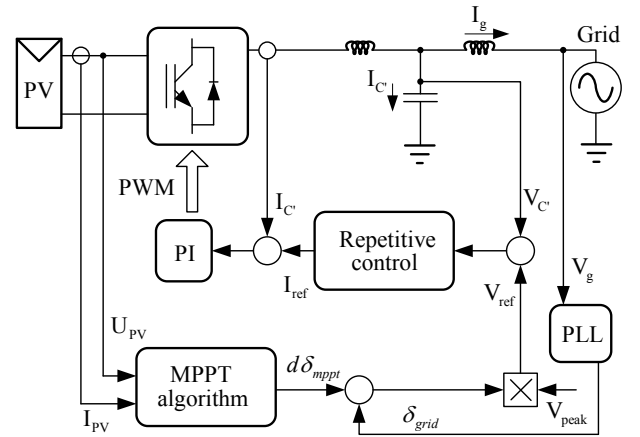 I_g
Grid
PV
I_C'
PWM
I_C'
V_C'
PI
Repetitive
control
I_ref
V_ref
V_g
U_PV
PLL
MPPT
algorithm
dδ_mppt
I_PV
δ_grid
V_peak